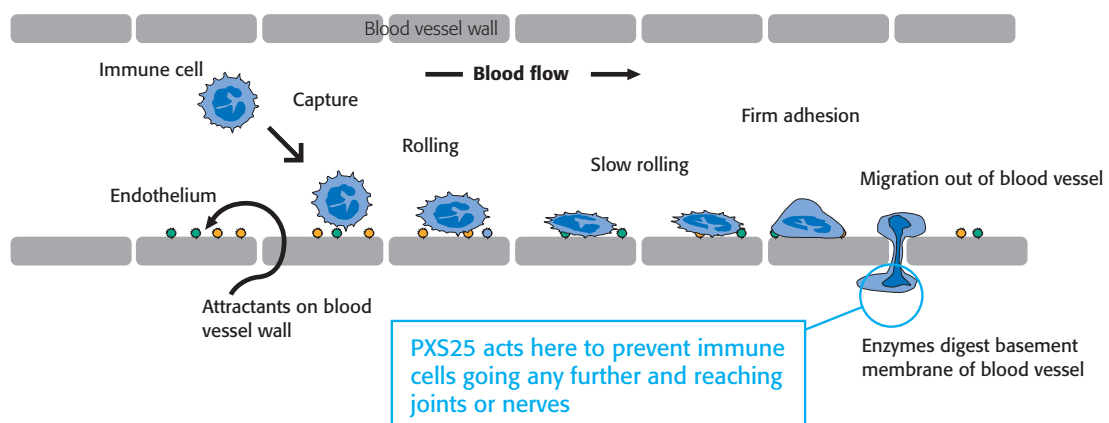 Blood vessel wall
Immune cell
Blood flow
Capture
Firm adhesion
Rolling
Slow rolling
Migration out of blood vessel
Endothelium
Attractants on blood
vessel wall
PXS25 acts here to prevent immune
cells going any further and reaching
joints or nerves
Enzymes digest basement
membrane of blood vessel